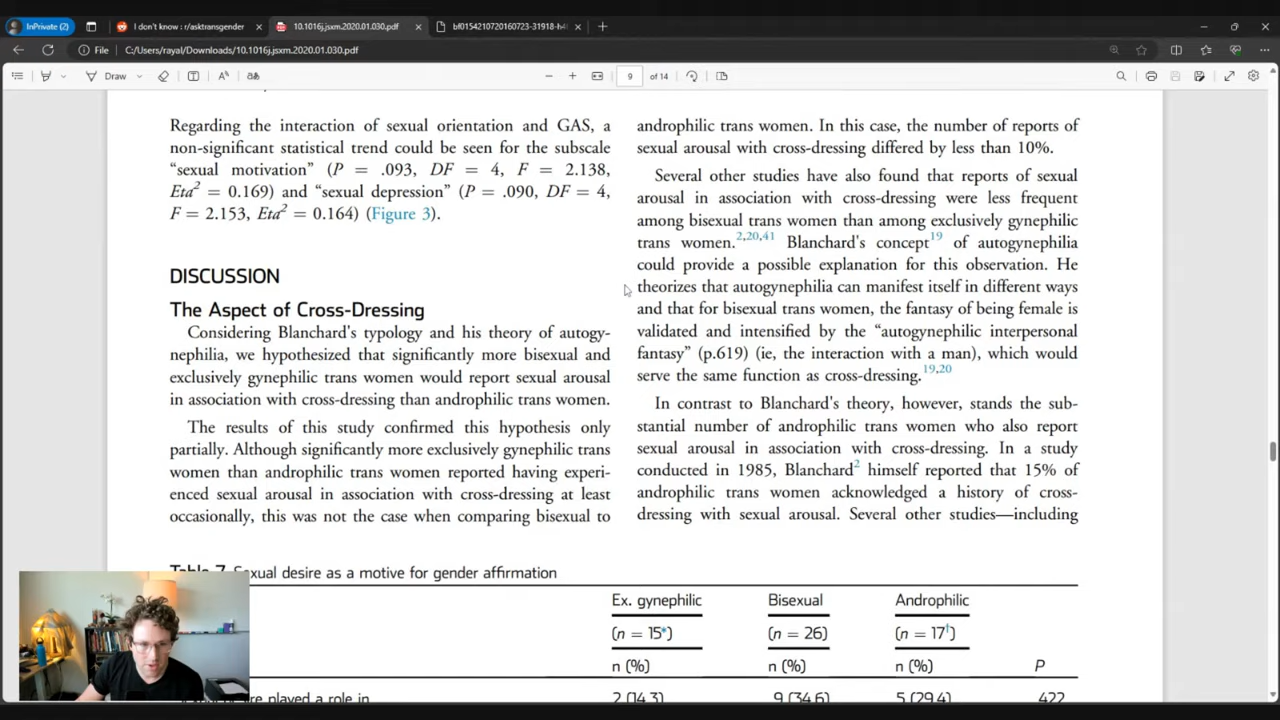 InPrivate (2)
I don't know : r/asktransgender
10.1016j.jsxm.2020.01.030.pdf
bf0154210720160723-31918-h4
File
C:/Users/rayal/Downloads/10.1016j.jsxm.2020.01.030.pdf
Draw
9
of 14
Regarding the interaction of sexual orientation and GAS, a
non-significant statistical trend could be seen for the subscale
“sexual motivation” (P = .093, DF = 4, F = 2.138,
Eta² = 0.169) and “sexual depression” (P = .090, DF = 4,
F = 2.153, Eta² = 0.164) (Figure 3).
DISCUSSION
The Aspect of Cross-Dressing
Considering Blanchard's typology and his theory of autogy-
nephilia, we hypothesized that significantly more bisexual and
exclusively gynephilic trans women would report sexual arousal
in association with cross-dressing than androphilic trans women.
The results of this study confirmed this hypothesis only
partially. Although significantly more exclusively gynephilic trans
women than androphilic trans women reported having experi-
enced sexual arousal in association with cross-dressing at least
occasionally, this was not the case when comparing bisexual to
androphilic trans women. In this case, the number of reports of
sexual arousal with cross-dressing differed by less than 10%.
Several other studies have also found that reports of sexual
arousal in association with cross-dressing were less frequent
among bisexual trans women than among exclusively gynephilic
trans women.2,20,41 Blanchard's concept19 of autogynephilia
could provide a possible explanation for this observation. He
theorizes that autogynephilia can manifest itself in different ways
and that for bisexual trans women, the fantasy of being female is
validated and intensified by the “autogynephilic interpersonal
fantasy” (p.619) (ie, the interaction with a man), which would
serve the same function as cross-dressing.19,20
In contrast to Blanchard's theory, however, stands the sub-
stantial number of androphilic trans women who also report
sexual arousal in association with cross-dressing. In a study
conducted in 1985, Blanchard2 himself reported that 15% of
androphilic trans women acknowledged a history of cross-
dressing with sexual arousal. Several other studies—including
Table 7. Sexual desire as a motive for gender affirmation
Ex. gynephilic
Bisexual
Androphilic
(n = 15*)
(n = 26)
(n = 17†)
n (%)
n (%)
n (%)
P
played a role in
2 (14.3)
9 (34.6)
5 (29.4)
.422